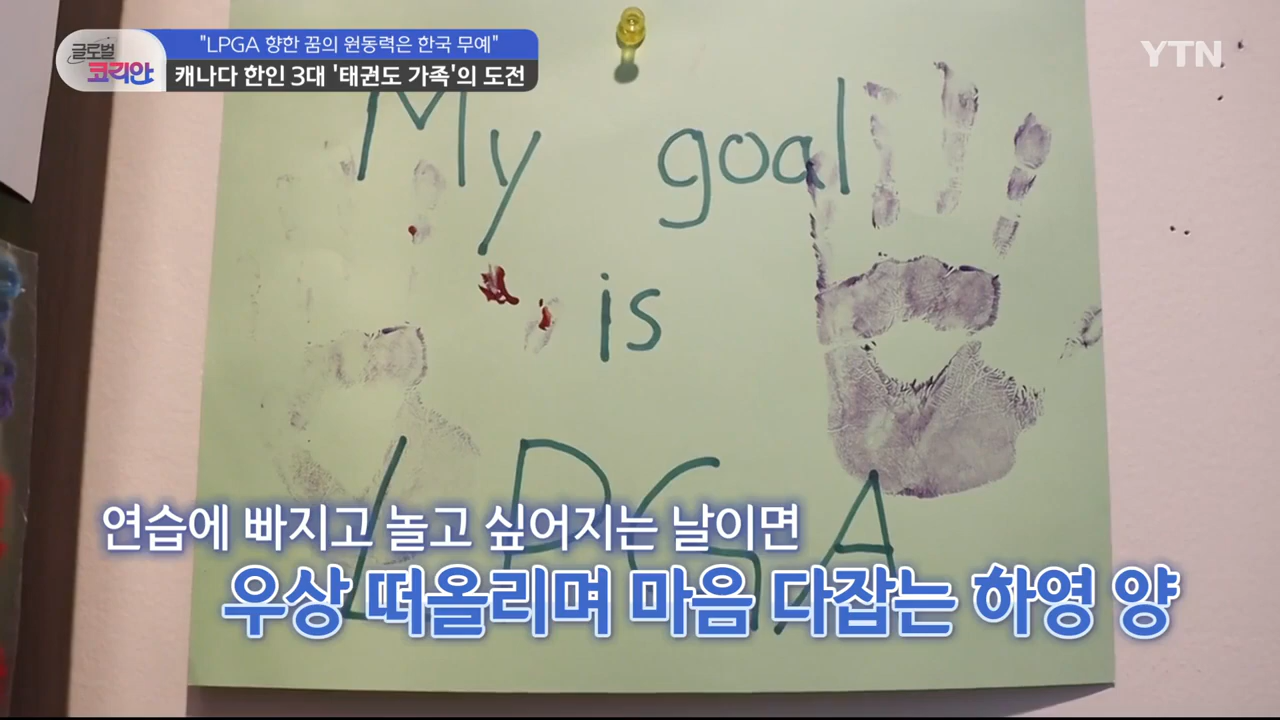 글로벌
코리안
"LPGA 향한 꿈의 원동력은 한국 무예"
캐나다 한인 3대 '태권도 가족'의 도전
YTN
My goal
is
LPGA
연습에 빠지고 놀고 싶어지는 날이면
우상 떠올리며 마음 다잡는 하영 양